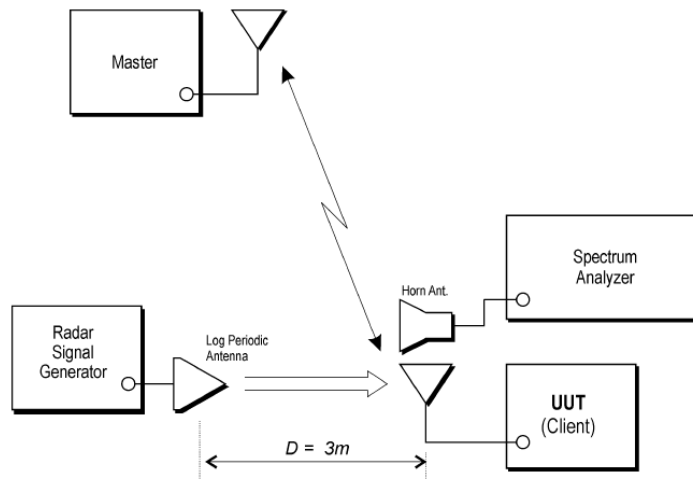 Master
Spectrum
Analyzer
Horn Ant.
Radar
Signal
Generator
Log Periodic
Antenna
UUT
(Client)
D = 3m